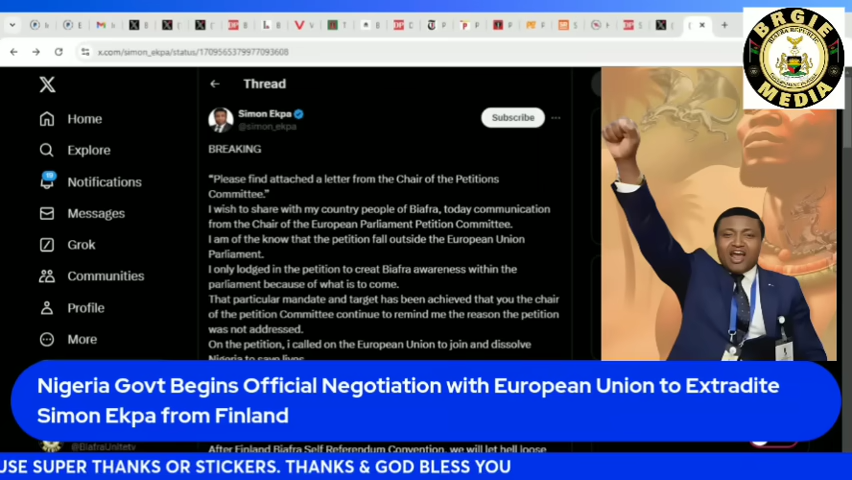 x.com/simon_ekpa/status/1709565379977093608
BRGIE
BIAFRA REPUBLIC
MEDIA
Thread
Simon Ekpa
@simon_ekpa
Subscribe
Home
Explore
Notifications
Messages
Grok
Communities
Profile
More
BREAKING
“Please find attached a letter from the Chair of the Petitions
Committee.”
I wish to share with my country people of Biafra, today communication
from the Chair of the European Parliament Petition Committee.
I am of the know that the petition fall outside the European Union
Parliament.
I only lodged in the petition to creat Biafra awareness within the
parliament because of what is to come.
That particular mandate and target has been achieved that you the chair
of the petition Committee continue to remind me the reason the petition
was not addressed.
On the petition, i called on the European Union to join and dissolve
Nigeria to save lives
Nigeria Govt Begins Official Negotiation with European Union to Extradite
Simon Ekpa from Finland
@BiafraUnitetv
After Finland Biafra Self Referendum Convention, we will let hell loose
USE SUPER THANKS OR STICKERS. THANKS & GOD BLESS YOU